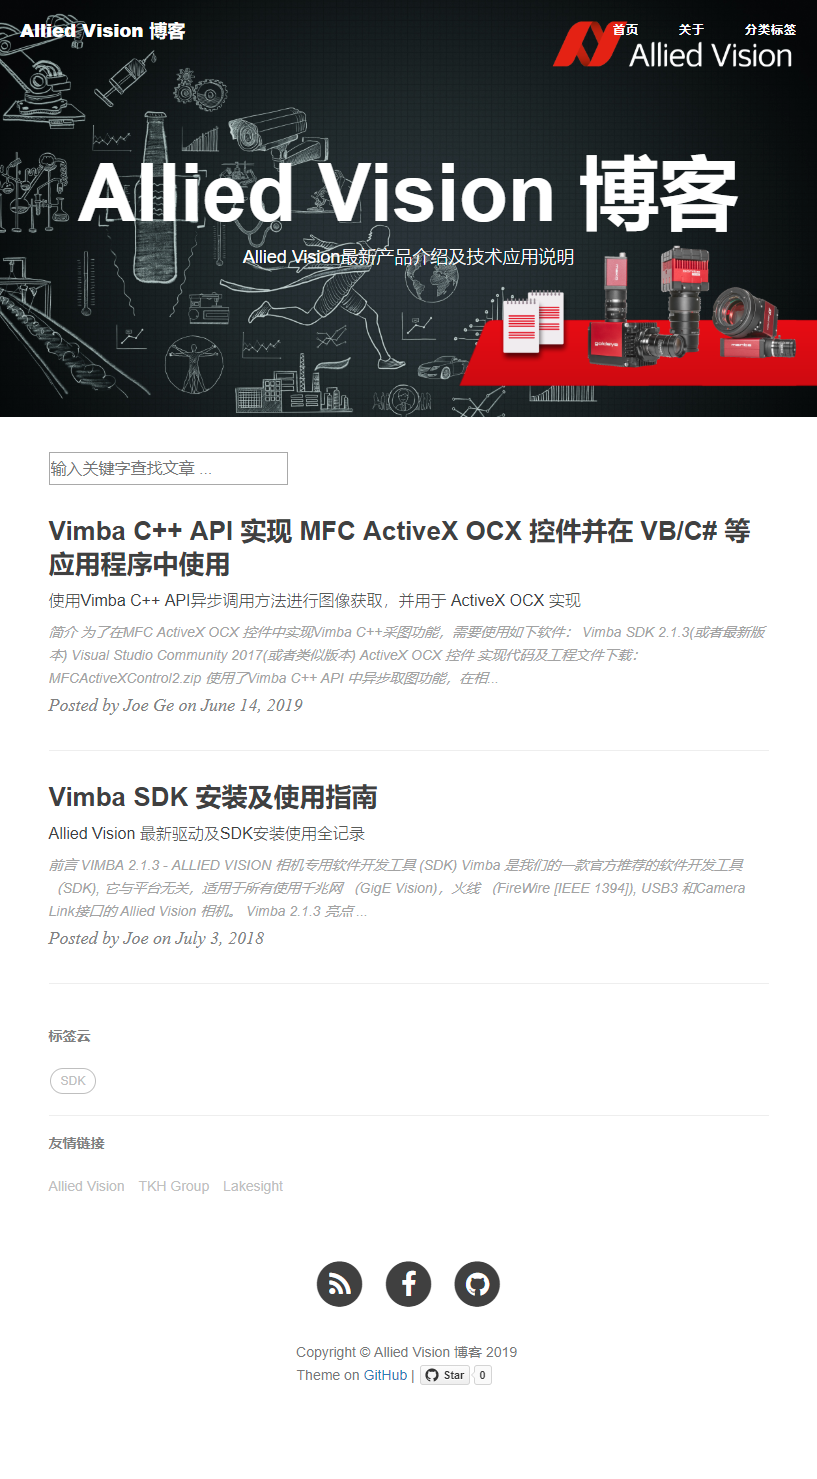 Allied Vision 博客
首页 关于 分类标签
Allied Vision
Allied Vision 博客
Allied Vision最新产品介绍及技术应用说明
goldeye
输入关键字查找文章 ...
Vimba C++ API 实现 MFC ActiveX OCX 控件并在 VB/C# 等
应用程序中使用
使用Vimba C++ API异步调用方法进行图像获取，并用于 ActiveX OCX 实现
简介 为了在MFC ActiveX OCX 控件中实现Vimba C++采图功能，需要使用如下软件： Vimba SDK 2.1.3(或者最新版
本) Visual Studio Community 2017(或者类似版本) ActiveX OCX 控件 实现代码及工程文件下载：
MFCActiveXControl2.zip 使用了Vimba C++ API 中异步取图功能，在相...
Posted by Joe Ge on June 14, 2019
Vimba SDK 安装及使用指南
Allied Vision 最新驱动及SDK安装使用全记录
前言 VIMBA 2.1.3 - ALLIED VISION 相机专用软件开发工具 (SDK) Vimba 是我们的一款官方推荐的软件开发工具
（SDK), 它与平台无关，适用于所有使用千兆网 （GigE Vision)，火线 （FireWire [IEEE 1394]), USB3 和Camera
Link接口的 Allied Vision 相机。 Vimba 2.1.3 亮点 ...
Posted by Joe on July 3, 2018
标签云
SDK
友情链接
Allied Vision TKH Group Lakesight
Copyright © Allied Vision 博客 2019
Theme on GitHub | Star 0